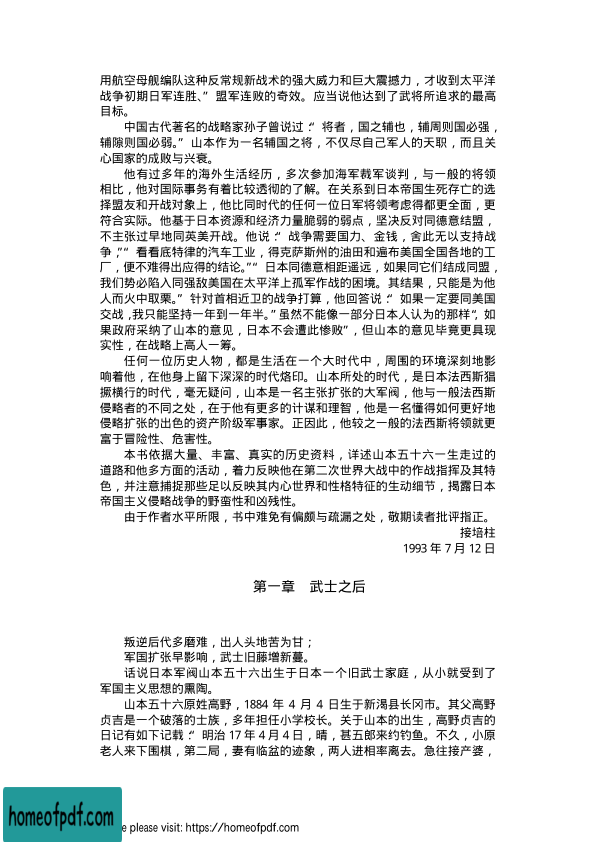 用航空母舰编队这种反常规新战术的强大威力和巨大震撼力，才收到太平洋
战争初期日军连胜、”盟军连败的奇效。应当说他达到了武将所追求的最高
目标。
中国古代著名的战略家孙子曾说过：“将者，国之辅也，辅周则国必强，
辅隙则国必弱。”山本作为一名辅国之将，不仅尽自己军人的天职，而且关
心国家的成败与兴衰。
他有过多年的海外生活经历，多次参加海军裁军谈判，与一般的将领
相比，他对国际事务有着比较透彻的了解。在关系到日本帝国生死存亡的选
择盟友和开战对象上，他比同时代的任何一位日军将领考虑得都更全面，更
符合实际。他基于日本资源和经济力量脆弱的弱点，坚决反对同德意结盟，
不主张过早地同英美开战。他说：“战争需要国力、金钱，舍此无以支持战
争，”“看看底特律的汽车工业，得克萨斯州的油田和遍布美国全国各地的工
厂，便不难得出应得的结论。”“日本同德意相距遥远，如果同它们结成同盟，
我们势必陷入同强敌美国在太平洋上孤军作战的困境。其结果，只能是为他
人而火中取栗。”针对首相近卫的战争打算，他回答说：“如果一定要同美国
交战，我只能坚持一年到一年半。”虽然不能像一部分日本人认为的那样“，如
果政府采纳了山本的意见，日本不会遭此惨败”，但山本的意见毕竟更具现
实性，在战略上高人一筹。
任何一位历史人物，都是生活在一个大时代中，周围的环境深刻地影
响着他，在他身上留下深深的时代烙印。山本所处的时代，是日本法西斯猖
撅横行的时代，毫无疑问，山本是一名主张扩张的大军阀，他与一般法西斯
侵略者的不同之处，在于他有更多的计谋和理智，他是一名懂得如何更好地
侵略扩张的出色的资产阶级军事家。正因此，他较之一般的法西斯将领就更
富于冒险性、危害性。
本书依据大量、丰富、真实的历史资料，详述山本五十六一生走过的
道路和他多方面的活动，着力反映他在第二次世界大战中的作战指挥及其特
色，并注意捕捉那些足以反映其内心世界和性格特征的生动细节，揭露日本
帝国主义侵略战争的野蛮性和凶残性。
由于作者水平所限，书中难免有偏颇与疏漏之处，敬期读者批评指正。
接培柱
1993 年 7 月 12 日
第一章　武士之后
叛逆后代多磨难，出人头地苦为甘；
军国扩张早影响，武士旧藤增新蔓。
话说日本军阀山本五十六出生于日本一个旧武士家庭，从小就受到了
军国主义思想的熏陶。
山本五十六原姓高野，1884 年 4 月 4 日生于新渴县长冈市。其父高野
贞吉是一个破落的士族，多年担任小学校长。关于山本的出生，高野贞吉的
日记有如下记载：“明治 17 年 4 月 4 日，晴，甚五郎来约钓鱼。不久，小原
老人来下围棋，第二局，妻有临盆的迹象，两人进相率离去。急往接产婆，
homeofpdf.com
e please visit: https://homeofpdf.com